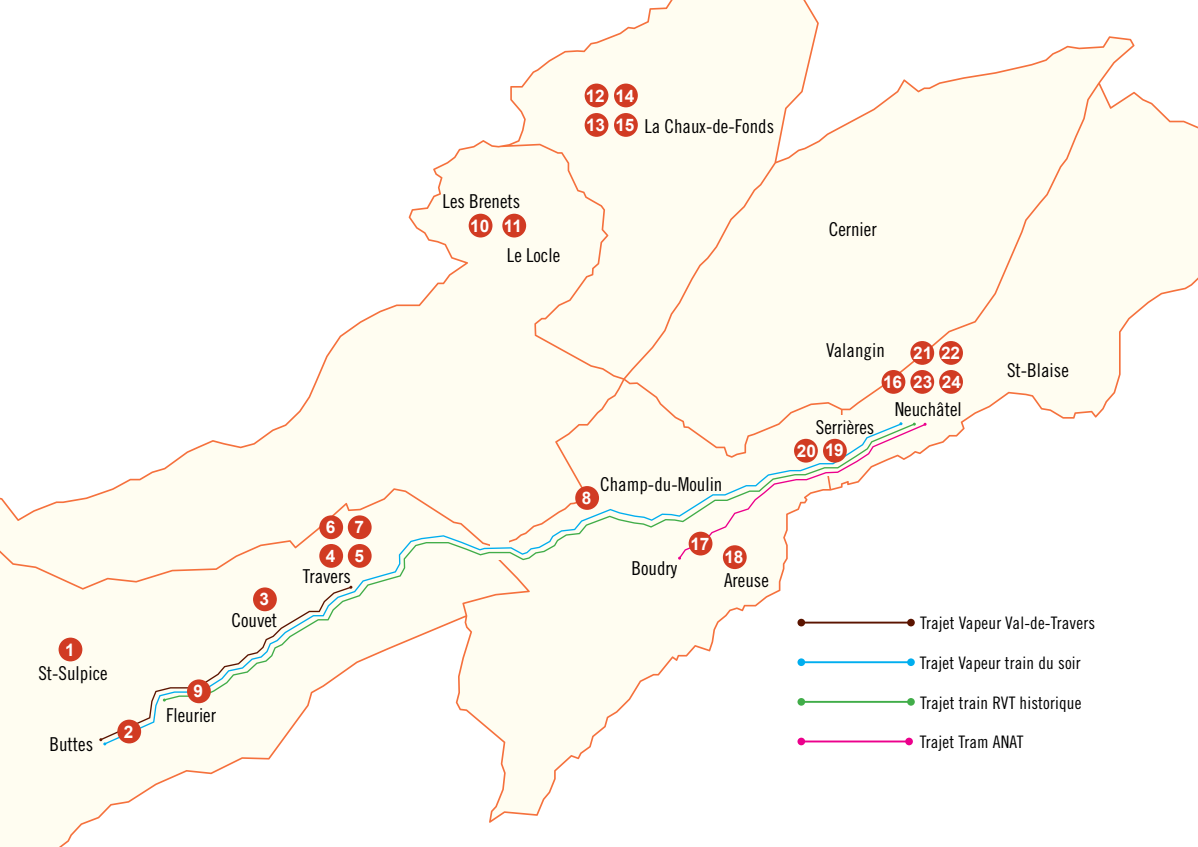 12 14
13 15 La Chaux-de-Fonds
Les Brenets
10 11
Le Locle
Cernier
Valangin
21 22
16 23 24
St-Blaise
Neuchâtel
Serrières
20 19
Champ-du-Moulin
8
6 7
4 5
Travers
17
18
Boudry
Areuse
3
Couvet
1
St-Sulpice
9
Fleurier
2
Buttes
Trajet Vapeur Val-de-Travers
Trajet Vapeur train du soir
Trajet train RVT historique
Trajet Tram ANAT